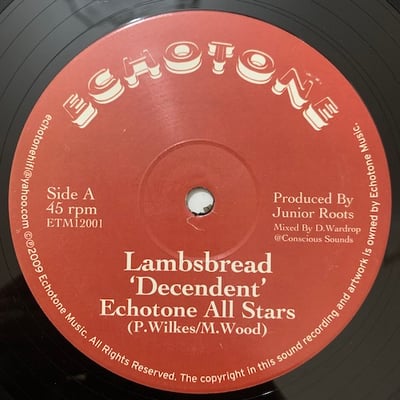 ECHOTONE
Side A
45 rpm
ETM12001
Produced By
Junior Roots
Mixed By D.Wardrop
@Conscious Sounds
Lambsbread
‘Decendent’
Echotone All Stars
(P.Wilkes/M.Wood)
echotonehifi@yahoo.com ©℗2009 Echotone Music. All Rights Reserved. The copyright in this sound recording and artwork is owned by Echotone Music.